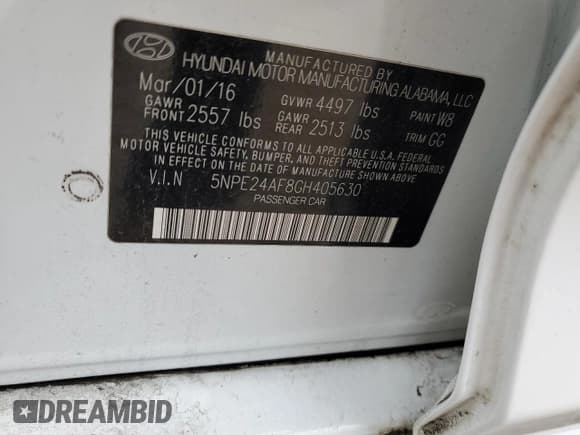 MANUFACTURED BY
HYUNDAI MOTOR MANUFACTURING ALABAMA, LLC
Mar/01/16 GVWR 4497 lbs PAINT W8
GAWR FRONT 2557 lbs GAWR REAR 2513 lbs TRIM GG
THIS VEHICLE CONFORMS TO ALL APPLICABLE U.S.A. FEDERAL
MOTOR VEHICLE SAFETY, BUMPER, AND THEFT PREVENTION STANDARDS
IN EFFECT ON THE DATE OF MANUFACTURE SHOWN ABOVE.
V.I.N 5NPE24AF8GH405630
PASSENGER CAR
DREAMBID